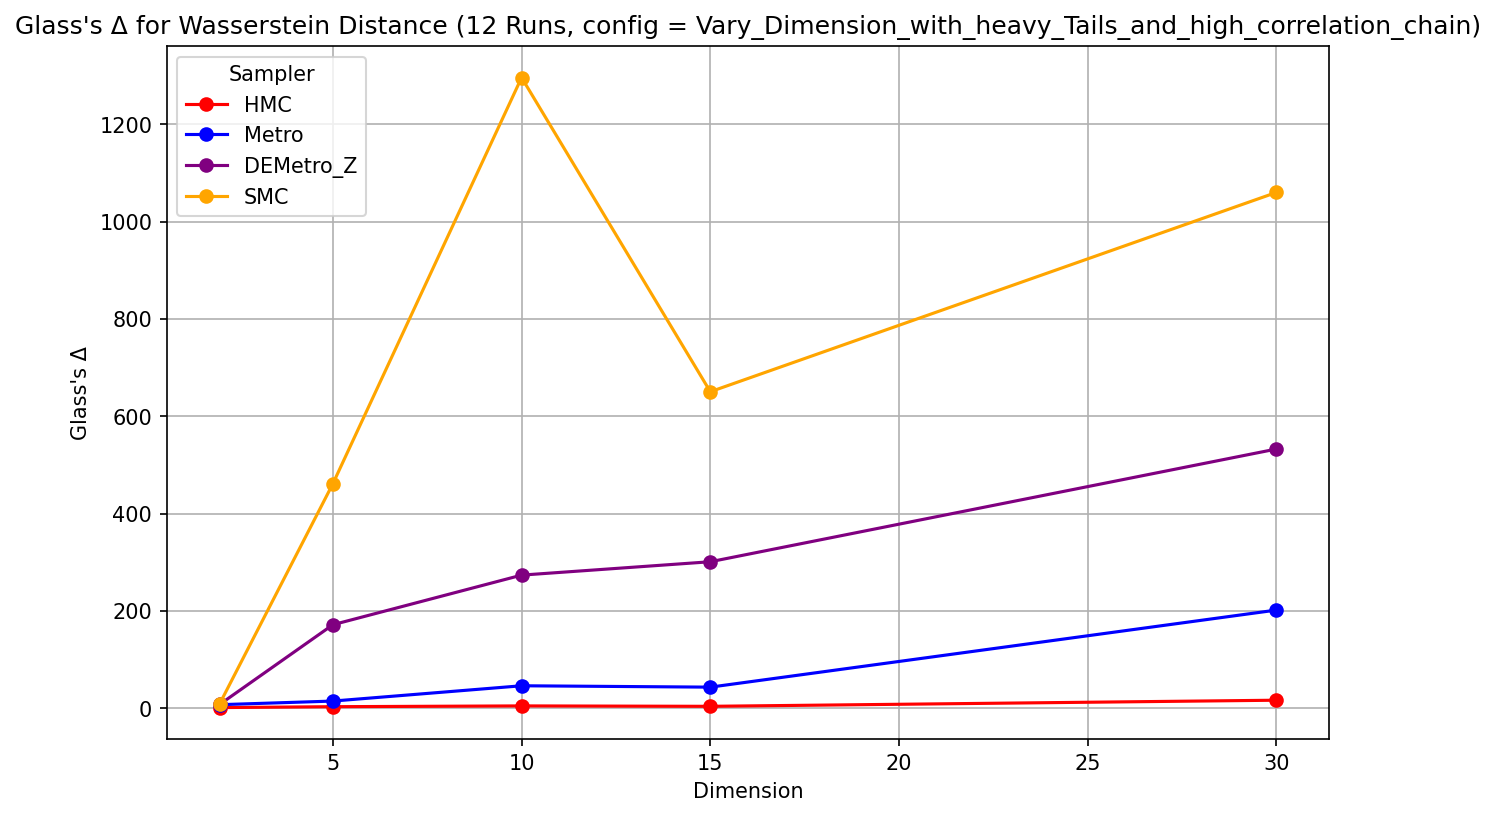 Glass's Δ for Wasserstein Distance (12 Runs, config = Vary_Dimension_with_heavy_Tails_and_high_correlation_chain)
Sampler
HMC
Metro
DEMetro_Z
SMC
Glass's Δ
1200
1000
800
600
400
200
0
5 10 15 20 25 30
Dimension